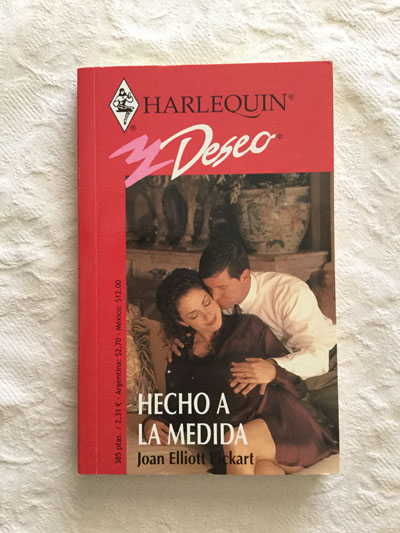 HARLEQUIN®
®
Deseo®
385 ptas. / 2,31 € · Argentina: $2.70 · México: $12.00
HECHO A
LA MEDIDA
Joan Elliott Pickart